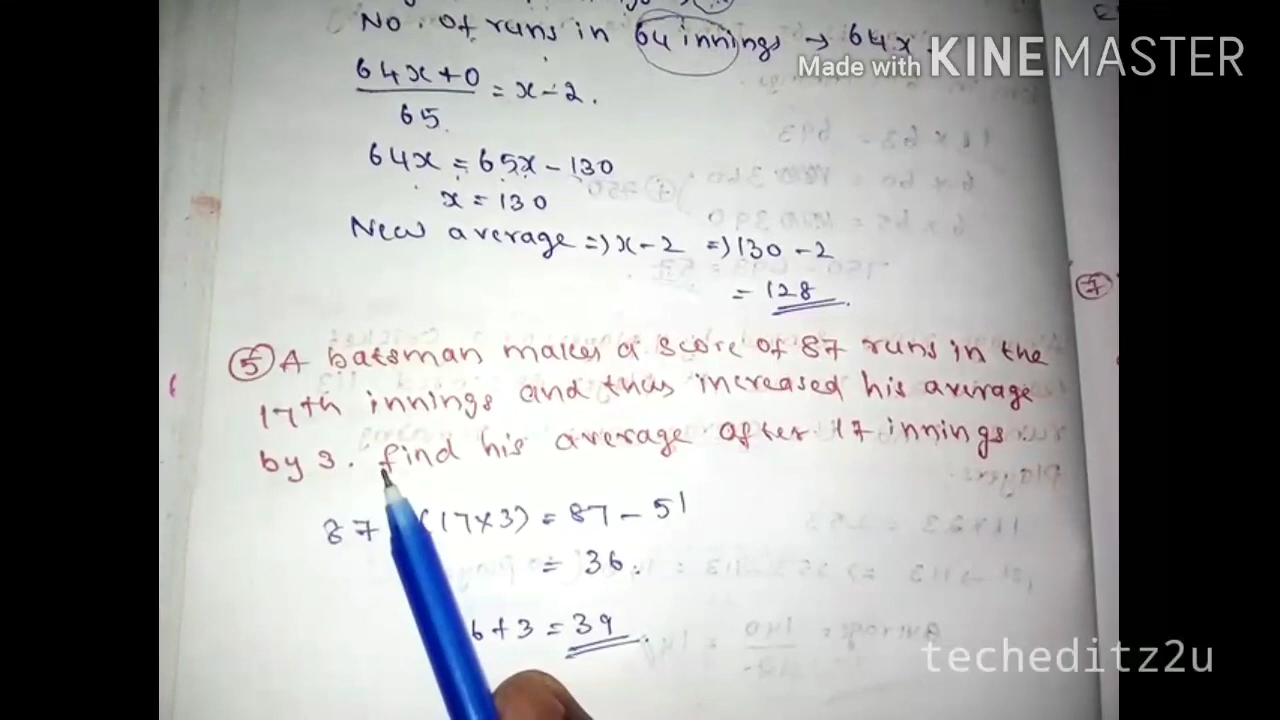 No. of runs in 64 innings → 64x
Made with KINEMASTER
64x+0
65
= x-2.
64x = 65x-130
x = 130
New average => x-2 => 130-2
= 128
⑤ A batsman makes a score of 87 runs in the
17th innings and thus increased his average
by 3. find his average after 17 innings.
87 (17x3) = 87-51
= 36.
6+3 = 39
⑦
techeditz2u